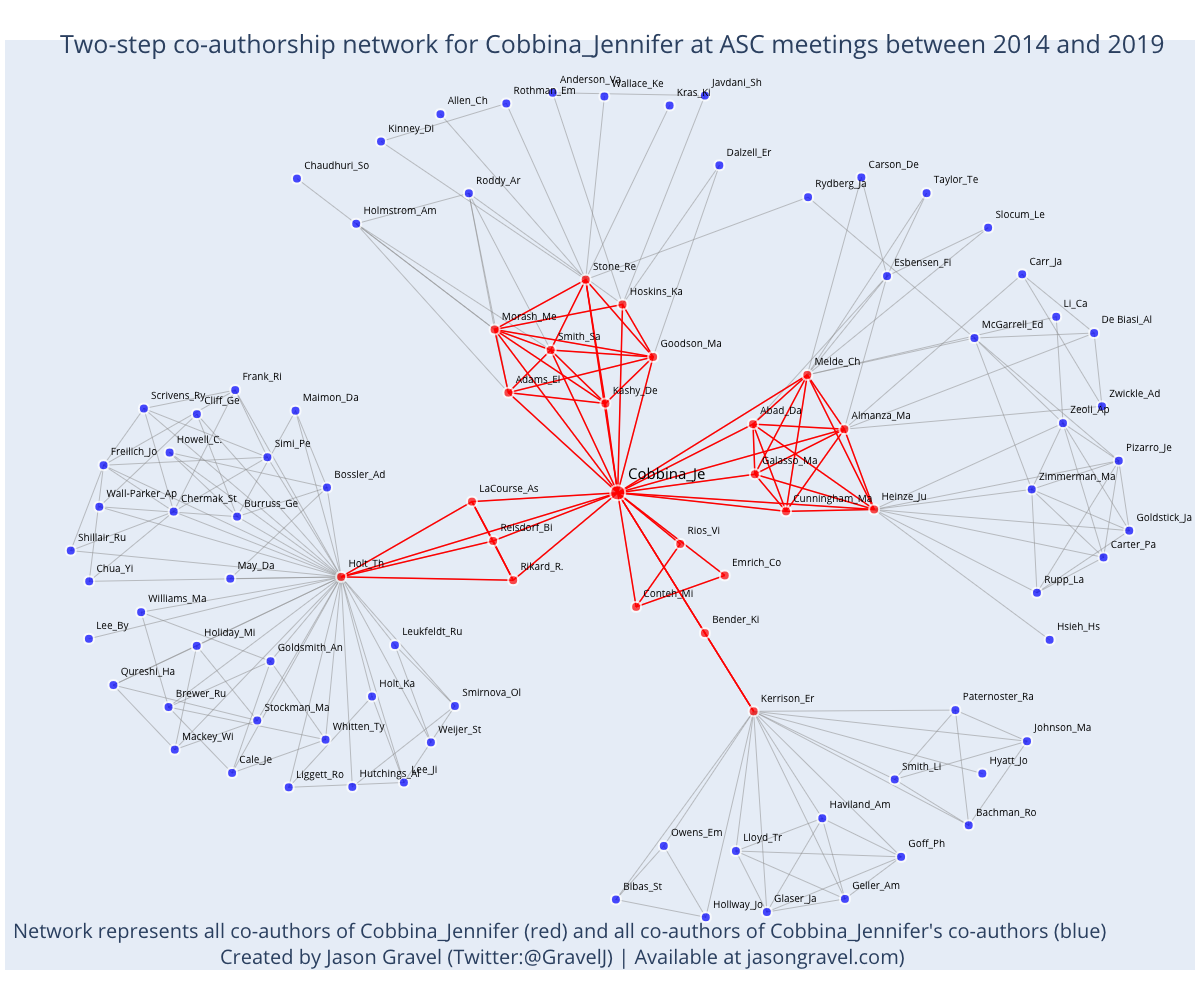 Two-step co-authorship network for Cobbina_Jennifer at ASC meetings between 2014 and 2019
Anderson_Va
Wallace_Ke
Javdani_Sh
Rothman_Em
Kras_Ki
Allen_Ch
Kinney_Di
Dalzell_Er
Chaudhuri_So
Carson_De
Roddy_Ar
Rydberg_Ja
Taylor_Te
Holmstrom_Am
Slocum_Le
Stone_Re
Esbensen_Fi
Carr_Ja
Hoskins_Ka
Li_Ca
Morash_Me
McGarrell_Ed
De Biasi_Al
Smith_Sa
Goodson_Ma
Melde_Ch
Frank_Ri
Adams_Ei
Kashy_De
Scrivens_Ry
Cliff_Ge
Maimon_Da
Zwickle_Ad
Abad_Da
Almanza_Ma
Zeoli_Ap
Howell_C.
Simi_Pe
Freilich_Jo
Pizarro_Je
Galasso_Ma
Cobbina_Je
Bossler_Ad
Zimmerman_Ma
LaCourse_As
Wall-Parker_Ap
Chermak_St
Burruss_Ge
Cunningham_Ma
Heinze_Ju
Goldstick_Ja
Reisdorf_Bi
Rios_Vi
Shillair_Ru
Carter_Pa
Holt_Th
Rikard_R.
Emrich_Co
Chua_Yi
May_Da
Rupp_La
Conteh_Mi
Williams_Ma
Bender_Ki
Lee_By
Holiday_Mi
Leukfeldt_Ru
Hsieh_Hs
Goldsmith_An
Qureshi_Ha
Holt_Ka
Brewer_Ru
Smirnova_Ol
Kerrison_Er
Paternoster_Ra
Stockman_Ma
Whitten_Ty
Weijer_St
Johnson_Ma
Mackey_Wi
Cale_Je
Smith_Li
Hyatt_Jo
Liggett_Ro
Hutchings_Al
Lee_Ji
Haviland_Am
Bachman_Ro
Owens_Em
Lloyd_Tr
Goff_Ph
Bibas_St
Hollway_Jo
Glaser_Ja
Geller_Am
Network represents all co-authors of Cobbina_Jennifer (red) and all co-authors of Cobbina_Jennifer's co-authors (blue)
Created by Jason Gravel (Twitter:@GravelJ) | Available at jasongravel.com)